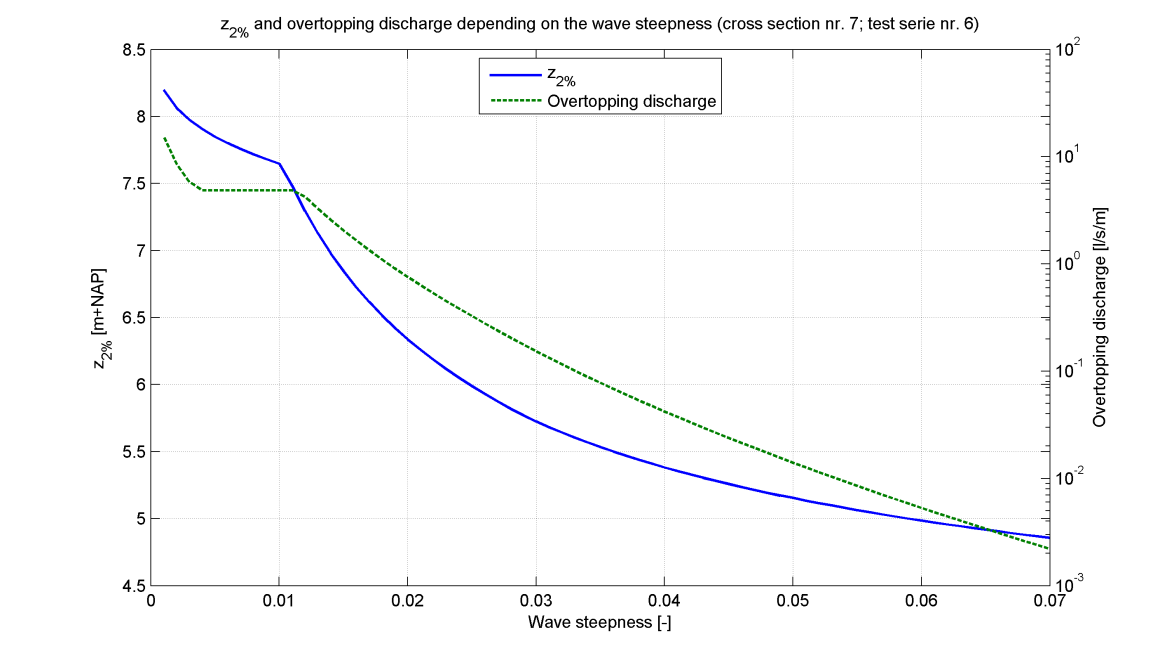 z2% and overtopping discharge depending on the wave steepness (cross section nr. 7; test serie nr. 6)
z2%
Overtopping discharge
8.5
8
7.5
7
6.5
6
5.5
5
4.5
z2% [m+NAP]
10^2
10^1
10^0
10^-1
10^-2
10^-3
Overtopping discharge [l/s/m]
0 0.01 0.02 0.03 0.04 0.05 0.06 0.07
Wave steepness [-]